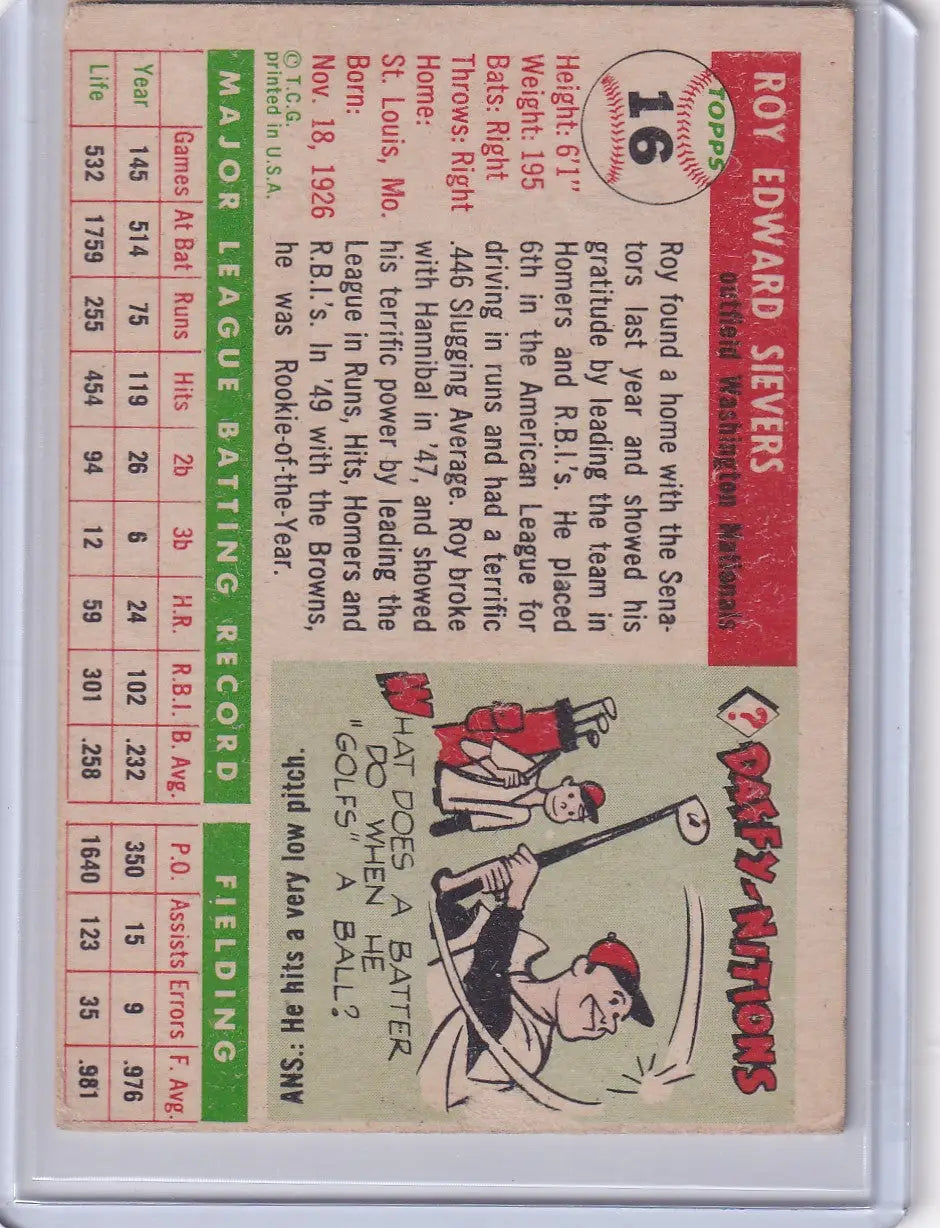 TOPPS
16
ROY EDWARD SIEVERS
outfield Washington Nationals
Height: 6'1"
Weight: 195
Bats: Right
Throws: Right
Home:
St. Louis, Mo.
Born:
Nov. 18, 1926
© T.C.G.
printed in U.S.A.
Roy found a home with the Sena-
tors last year and showed his
gratitude by leading the team in
Homers and R.B.I.'s. He placed
6th in the American League for
driving in runs and had a terrific
.446 Slugging Average. Roy broke
with Hannibal in '47, and showed
his terrific power by leading the
League in Runs, Hits, Homers and
R.B.I.'s. In '49 with the Browns,
he was Rookie-of-the-Year.
?
DAFFY-NITIONS
WHAT DOES A BATTER
DO WHEN HE
"GOLFS" A BALL?
ANS: He hits a very low pitch.
MAJOR LEAGUE BATTING RECORD FIELDING
Games At Bat Runs Hits 2b 3b H.R. R.B.I. B. Avg. P.O. Assists Errors F. Avg.
Year 145 514 75 119 26 6 24 102 .232 350 15 9 .976
Life 532 1759 255 454 94 12 59 301 .258 1640 123 35 .981